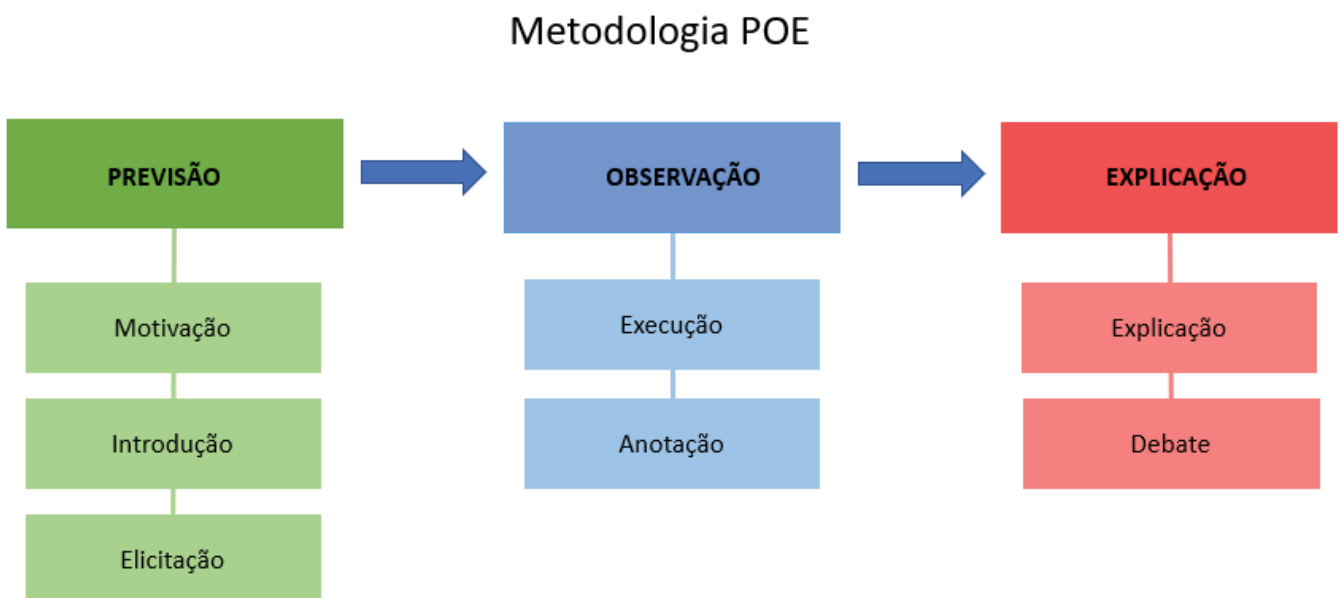 Metodologia POE
PREVISÃO
Motivação
Introdução
Elicitação
OBSERVAÇÃO
Execução
Anotação
EXPLICAÇÃO
Explicação
Debate